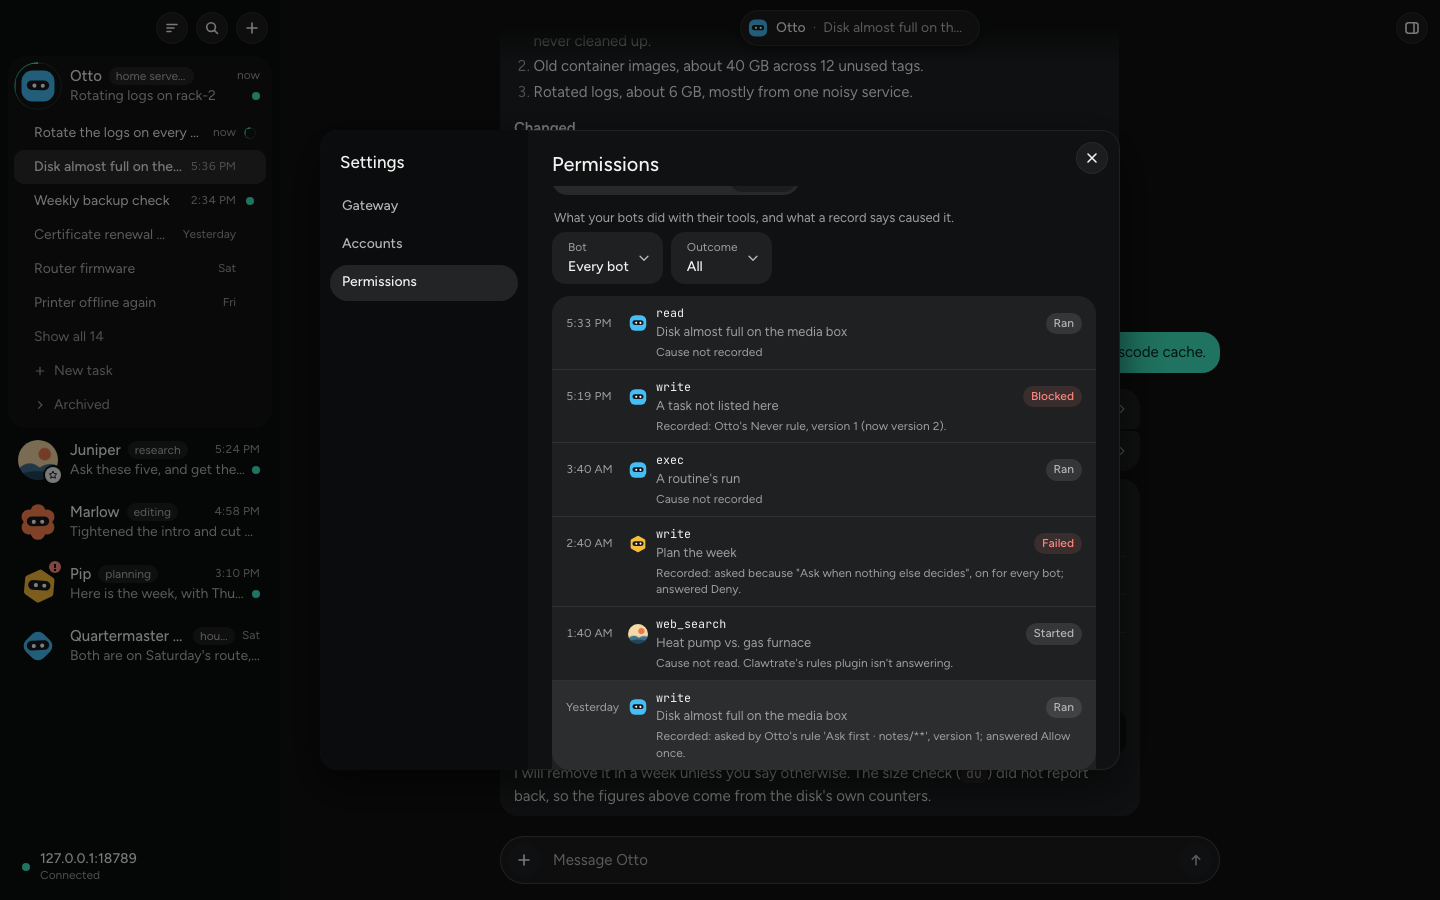 Otto home serve... now
Rotating logs on rack-2
Rotate the logs on every ... now
Disk almost full on the... 5:36 PM
Weekly backup check 2:34 PM
Certificate renewal ... Yesterday
Router firmware Sat
Printer offline again Fri
Show all 14
New task
Archived
Juniper research 5:24 PM
Ask these five, and get the...
Marlow editing 4:58 PM
Tightened the intro and cut ...
Pip planning 3:10 PM
Here is the week, with Thu...
Quartermaster ... hou... Sat
Both are on Saturday's route,...
127.0.0.1:18789
Connected
Otto · Disk almost full on th...
never cleaned up.
2. Old container images, about 40 GB across 12 unused tags.
3. Rotated logs, about 6 GB, mostly from one noisy service.
Changed
scode cache.
Settings
Gateway
Accounts
Permissions
Permissions
What your bots did with their tools, and what a record says caused it.
Bot
Every bot
Outcome
All
5:33 PM read Ran
Disk almost full on the media box
Cause not recorded
5:19 PM write Blocked
A task not listed here
Recorded: Otto's Never rule, version 1 (now version 2).
3:40 AM exec Ran
A routine's run
Cause not recorded
2:40 AM write Failed
Plan the week
Recorded: asked because "Ask when nothing else decides", on for every bot;
answered Deny.
1:40 AM web_search Started
Heat pump vs. gas furnace
Cause not read. Clawtrate's rules plugin isn't answering.
Yesterday write Ran
Disk almost full on the media box
Recorded: asked by Otto's rule 'Ask first · notes/**', version 1; answered Allow
once.
I will remove it in a week unless you say otherwise. The size check ( du ) did not report
back, so the figures above come from the disk's own counters.
Message Otto